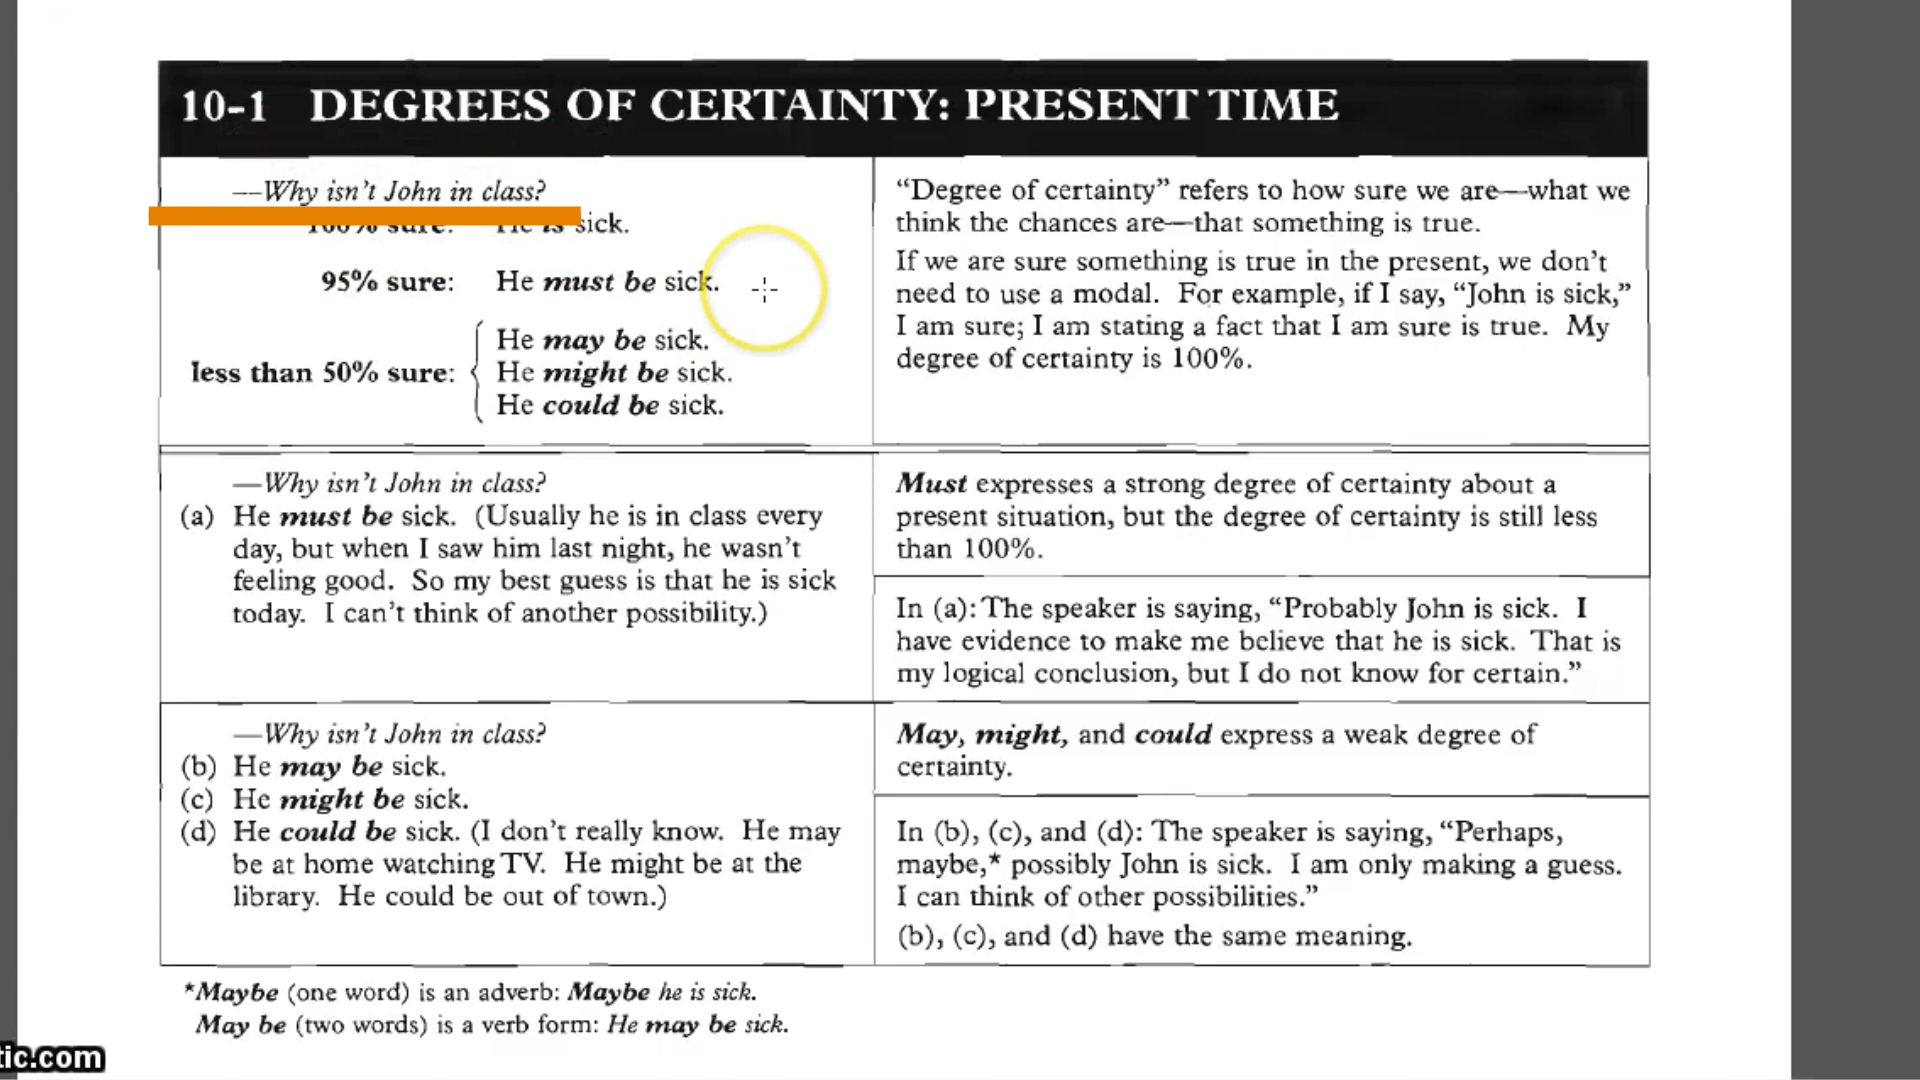 10-1 DEGREES OF CERTAINTY: PRESENT TIME
—Why isn't John in class?
100% sure: He is sick.
95% sure: He must be sick.
less than 50% sure:
He may be sick.
He might be sick.
He could be sick.
“Degree of certainty” refers to how sure we are—what we
think the chances are—that something is true.
If we are sure something is true in the present, we don't
need to use a modal. For example, if I say, “John is sick,”
I am sure; I am stating a fact that I am sure is true. My
degree of certainty is 100%.
—Why isn't John in class?
(a) He must be sick. (Usually he is in class every
day, but when I saw him last night, he wasn't
feeling good. So my best guess is that he is sick
today. I can't think of another possibility.)
Must expresses a strong degree of certainty about a
present situation, but the degree of certainty is still less
than 100%.
In (a): The speaker is saying, “Probably John is sick. I
have evidence to make me believe that he is sick. That is
my logical conclusion, but I do not know for certain.”
—Why isn't John in class?
(b) He may be sick.
(c) He might be sick.
(d) He could be sick. (I don't really know. He may
be at home watching TV. He might be at the
library. He could be out of town.)
May, might, and could express a weak degree of
certainty.
In (b), (c), and (d): The speaker is saying, “Perhaps,
maybe,* possibly John is sick. I am only making a guess.
I can think of other possibilities.”
(b), (c), and (d) have the same meaning.
*Maybe (one word) is an adverb: Maybe he is sick.
May be (two words) is a verb form: He may be sick.
tic.com